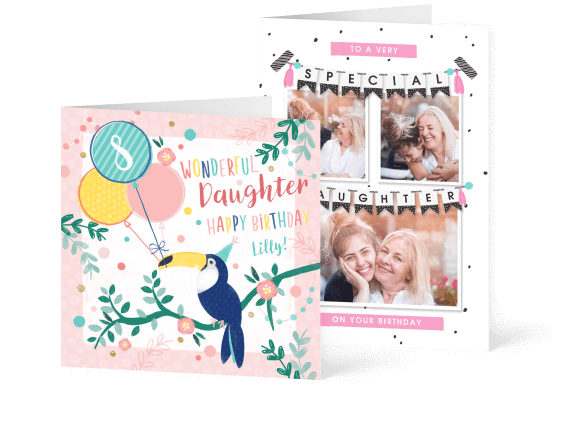 8
WONDERFUL
Daughter
HAPPY BIRTHDAY
Lilly!
TO A VERY
SPECIAL
AUGHTER
ON YOUR BIRTHDAY